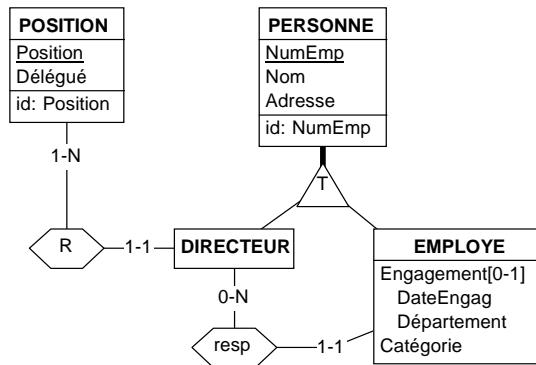 POSITION
Position
Délégué
id: Position
PERSONNE
NumEmp
Nom
Adresse
id: NumEmp
1-N
T
R
1-1
DIRECTEUR
EMPLOYE
Engagement[0-1]
DateEngag
Département
Catégorie
0-N
resp
1-1